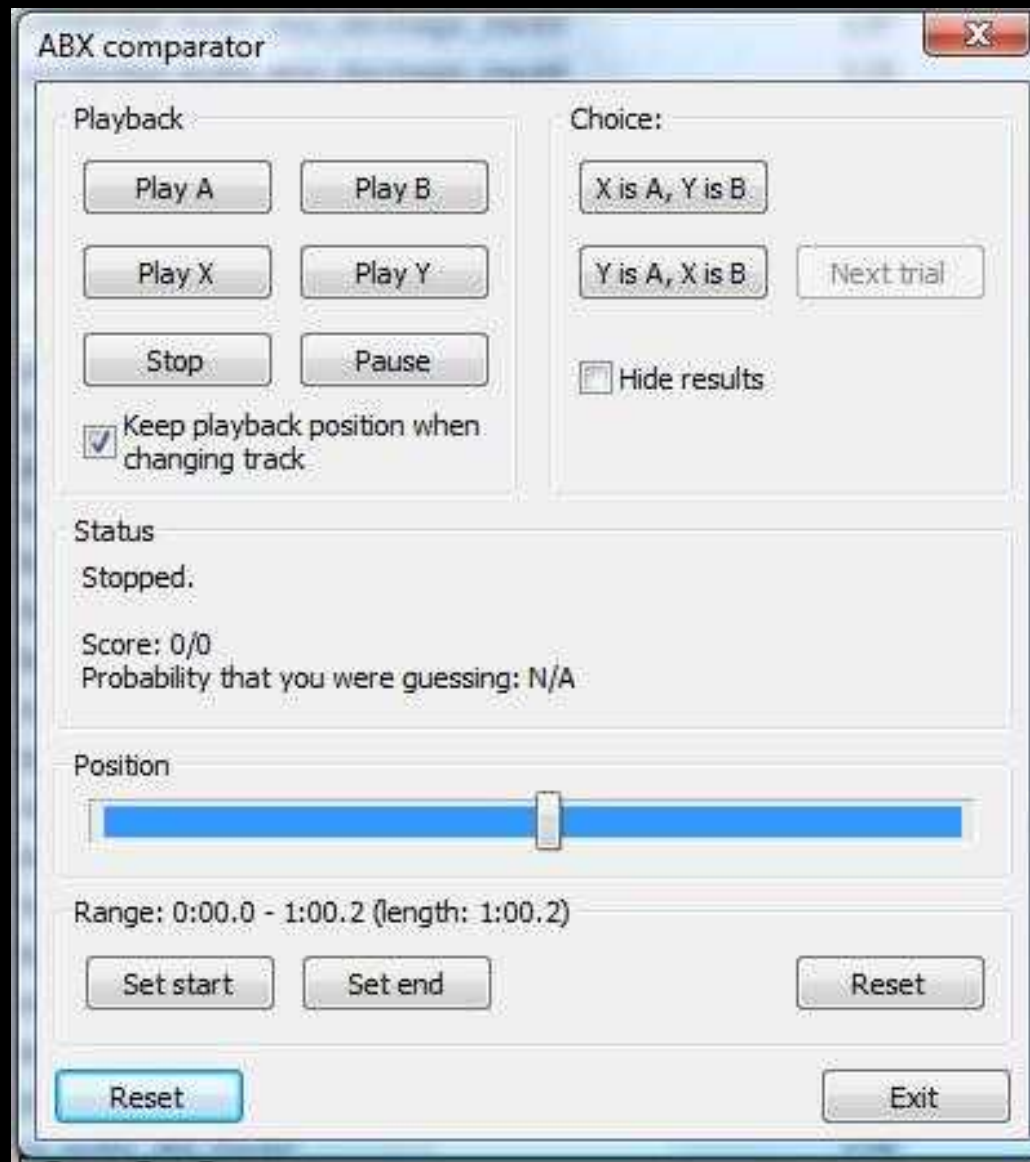 ABX comparator
Playback
Choice:
Play A
Play B
X is A, Y is B
Play X
Play Y
Y is A, X is B
Next trial
Stop
Pause
Hide results
Keep playback position when
changing track
Status
Stopped.
Score: 0/0
Probability that you were guessing: N/A
Position
Range: 0:00.0 - 1:00.2 (length: 1:00.2)
Set start
Set end
Reset
Reset
Exit